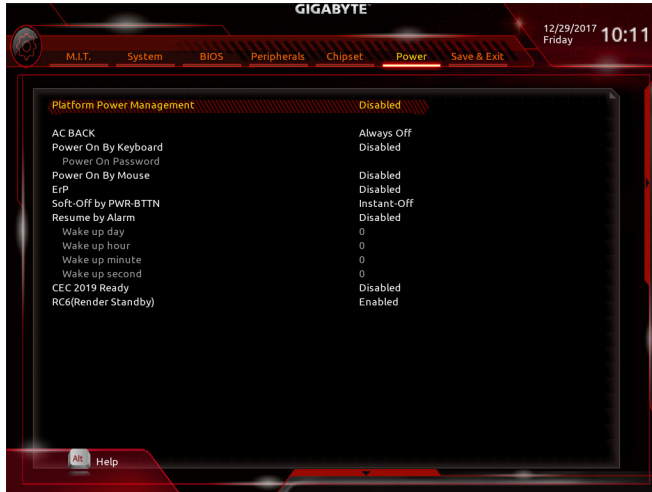 GIGABYTE™
12/29/2017 10:11
Friday
M.I.T. System BIOS Peripherals Chipset Power Save & Exit
Platform Power Management Disabled
AC BACK Always Off
Power On By Keyboard Disabled
Power On Password
Power On By Mouse Disabled
ErP Disabled
Soft-Off by PWR-BTTN Instant-Off
Resume by Alarm Disabled
Wake up day 0
Wake up hour 0
Wake up minute 0
Wake up second 0
CEC 2019 Ready Disabled
RC6(Render Standby) Enabled
Alt Help